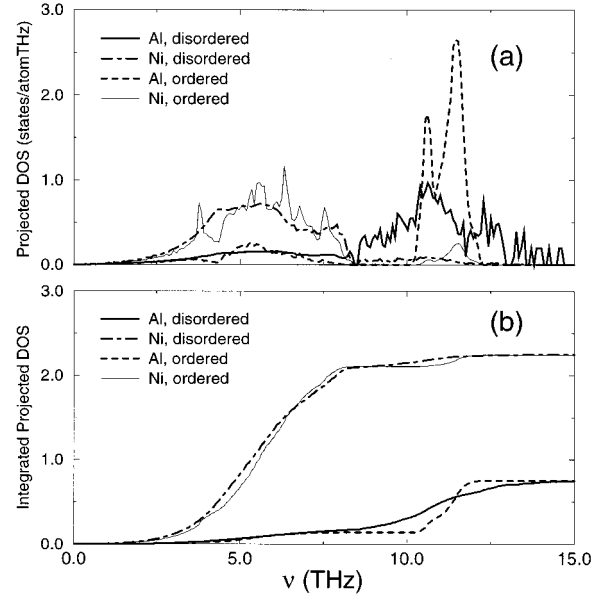 3.0
Al, disordered
Ni, disordered
Al, ordered
Ni, ordered
(a)
2.0
1.0
0.0
Projected DOS (states/atomTHz)
3.0
Al, disordered
Ni, disordered
Al, ordered
Ni, ordered
(b)
2.0
1.0
0.0
Integrated Projected DOS
0.0 5.0 10.0 15.0
ν (THz)